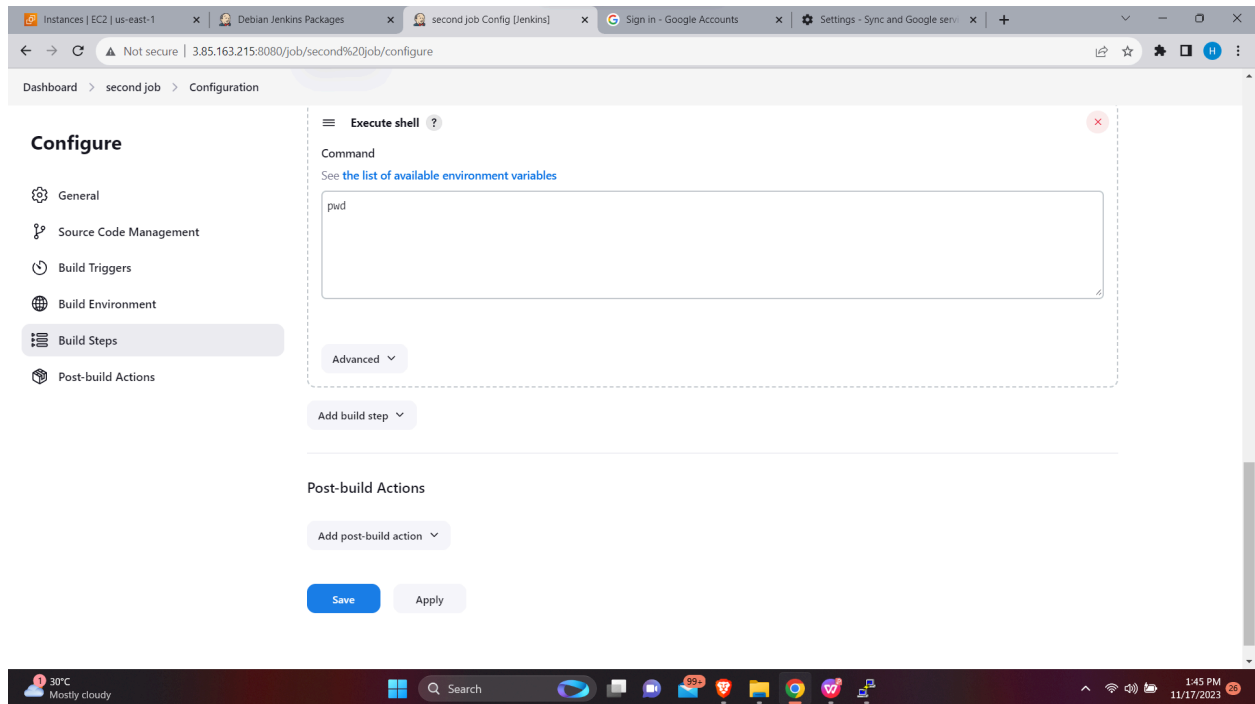 Instances | EC2 | us-east-1
Debian Jenkins Packages
second job Config [Jenkins]
Sign in - Google Accounts
Settings - Sync and Google serv
Not secure | 3.85.163.215:8080/job/second%20job/configure
H
Dashboard > second job > Configuration
Configure
General
Source Code Management
Build Triggers
Build Environment
Build Steps
Post-build Actions
Execute shell ?
Command
See the list of available environment variables
pwd
Advanced
Add build step
Post-build Actions
Add post-build action
Save
Apply
1
30°C
Mostly cloudy
Search
99+
1:45 PM
11/17/2023
26